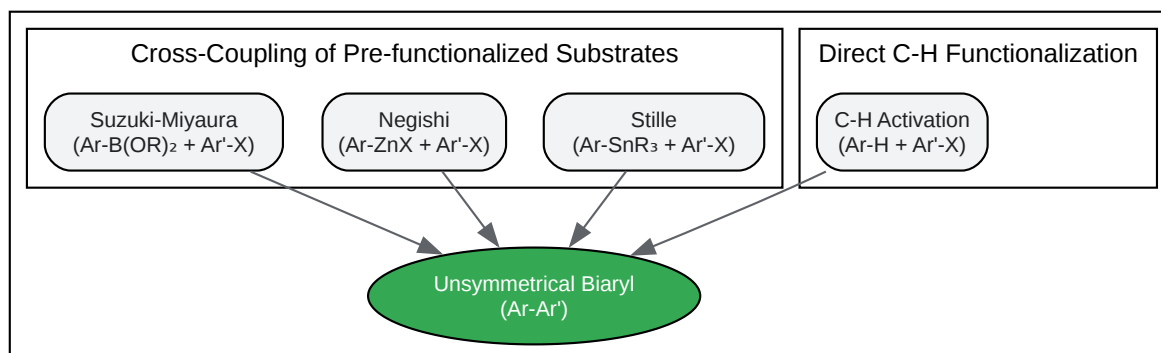 Cross-Coupling of Pre-functionalized Substrates
Suzuki-Miyaura
(Ar-B(OR)₂ + Ar'-X)
Negishi
(Ar-ZnX + Ar'-X)
Stille
(Ar-SnR₃ + Ar'-X)
Direct C-H Functionalization
C-H Activation
(Ar-H + Ar'-X)
Unsymmetrical Biaryl
(Ar-Ar')